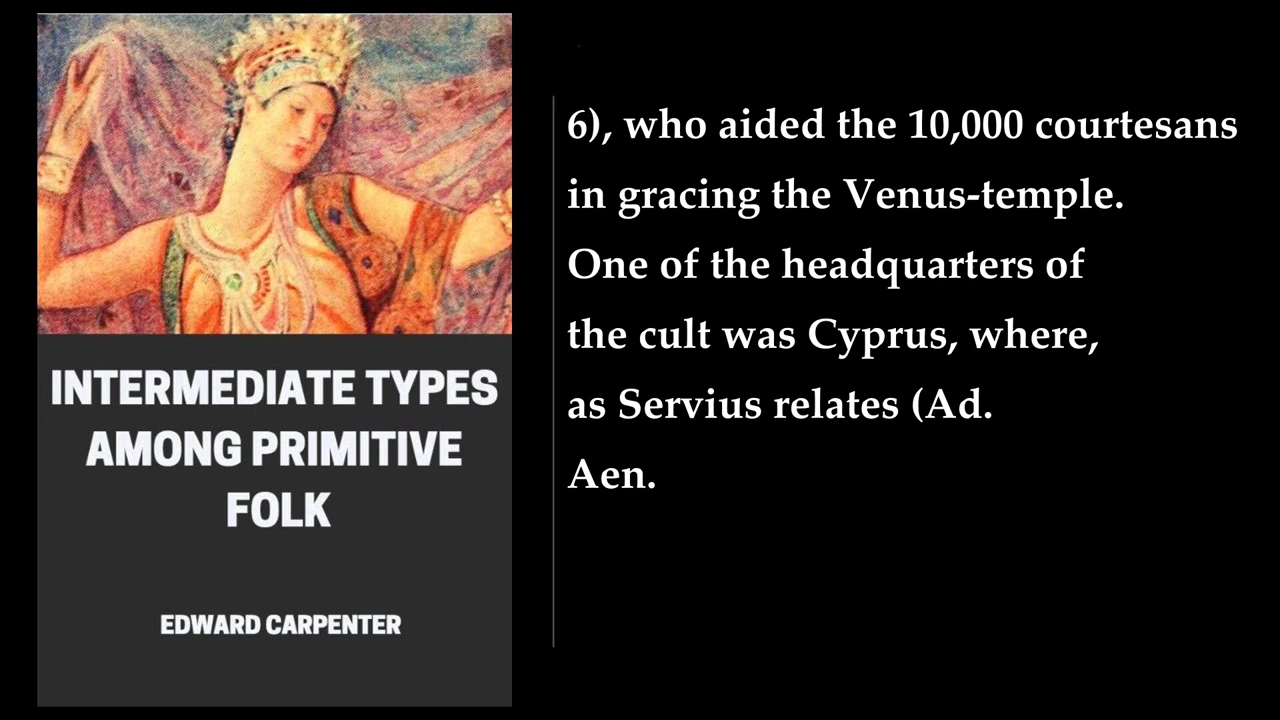 INTERMEDIATE TYPES
AMONG PRIMITIVE
FOLK
EDWARD CARPENTER
6), who aided the 10,000 courtesans
in gracing the Venus-temple.
One of the headquarters of
the cult was Cyprus, where,
as Servius relates (Ad.
Aen.